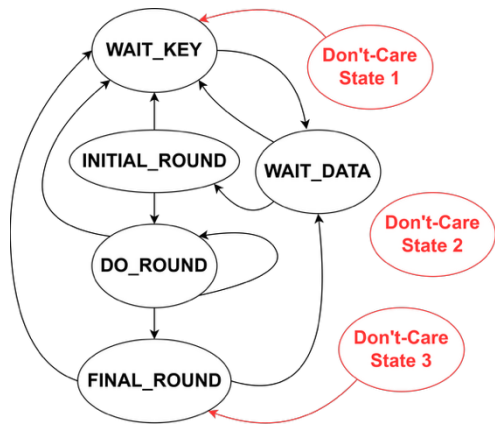 WAIT_KEY
Don't-Care
State 1
INITIAL_ROUND
WAIT_DATA
Don't-Care
State 2
DO_ROUND
Don't-Care
State 3
FINAL_ROUND